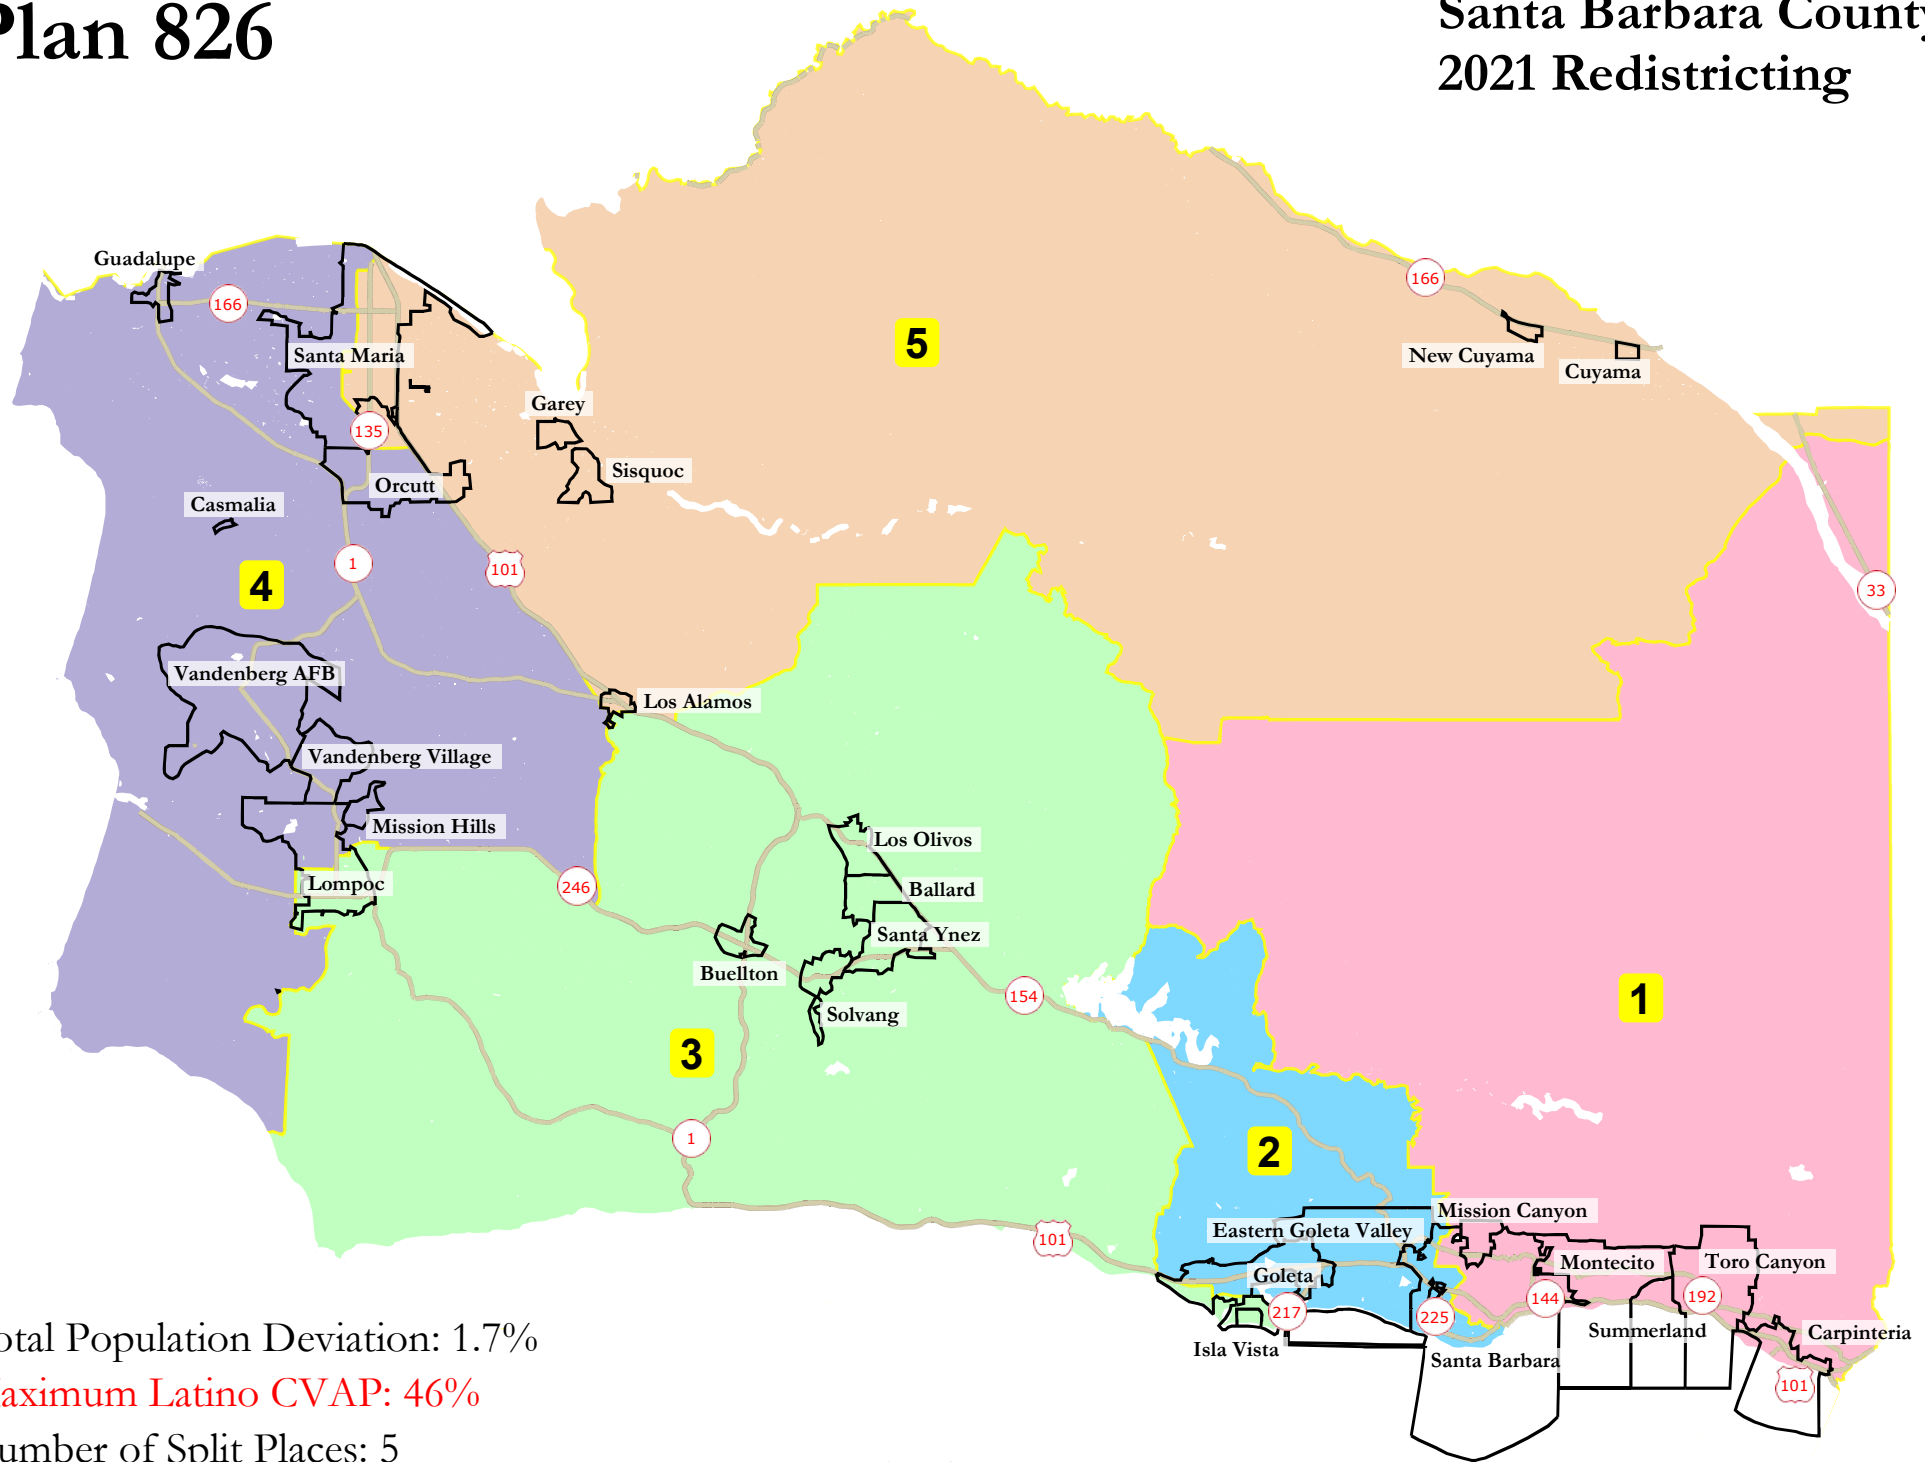 Plan 826
Santa Barbara County
2021 Redistricting
Guadalupe
166
166
5
Santa Maria
New Cuyama
Cuyama
Garey
135
Sisquoc
Orcutt
Casmalia
4
1
101
33
Vandenberg AFB
Los Alamos
Vandenberg Village
Mission Hills
Los Olivos
Lompoc
246
Ballard
Santa Ynez
Buellton
154
1
Solvang
3
1
2
Mission Canyon
Eastern Goleta Valley
101
Montecito
Toro Canyon
Goleta
217
225
144
192
Summerland
Carpinteria
Isla Vista
Santa Barbara
101
otal Population Deviation: 1.7%
aximum Latino CVAP: 46%
umber of Split Places: 5